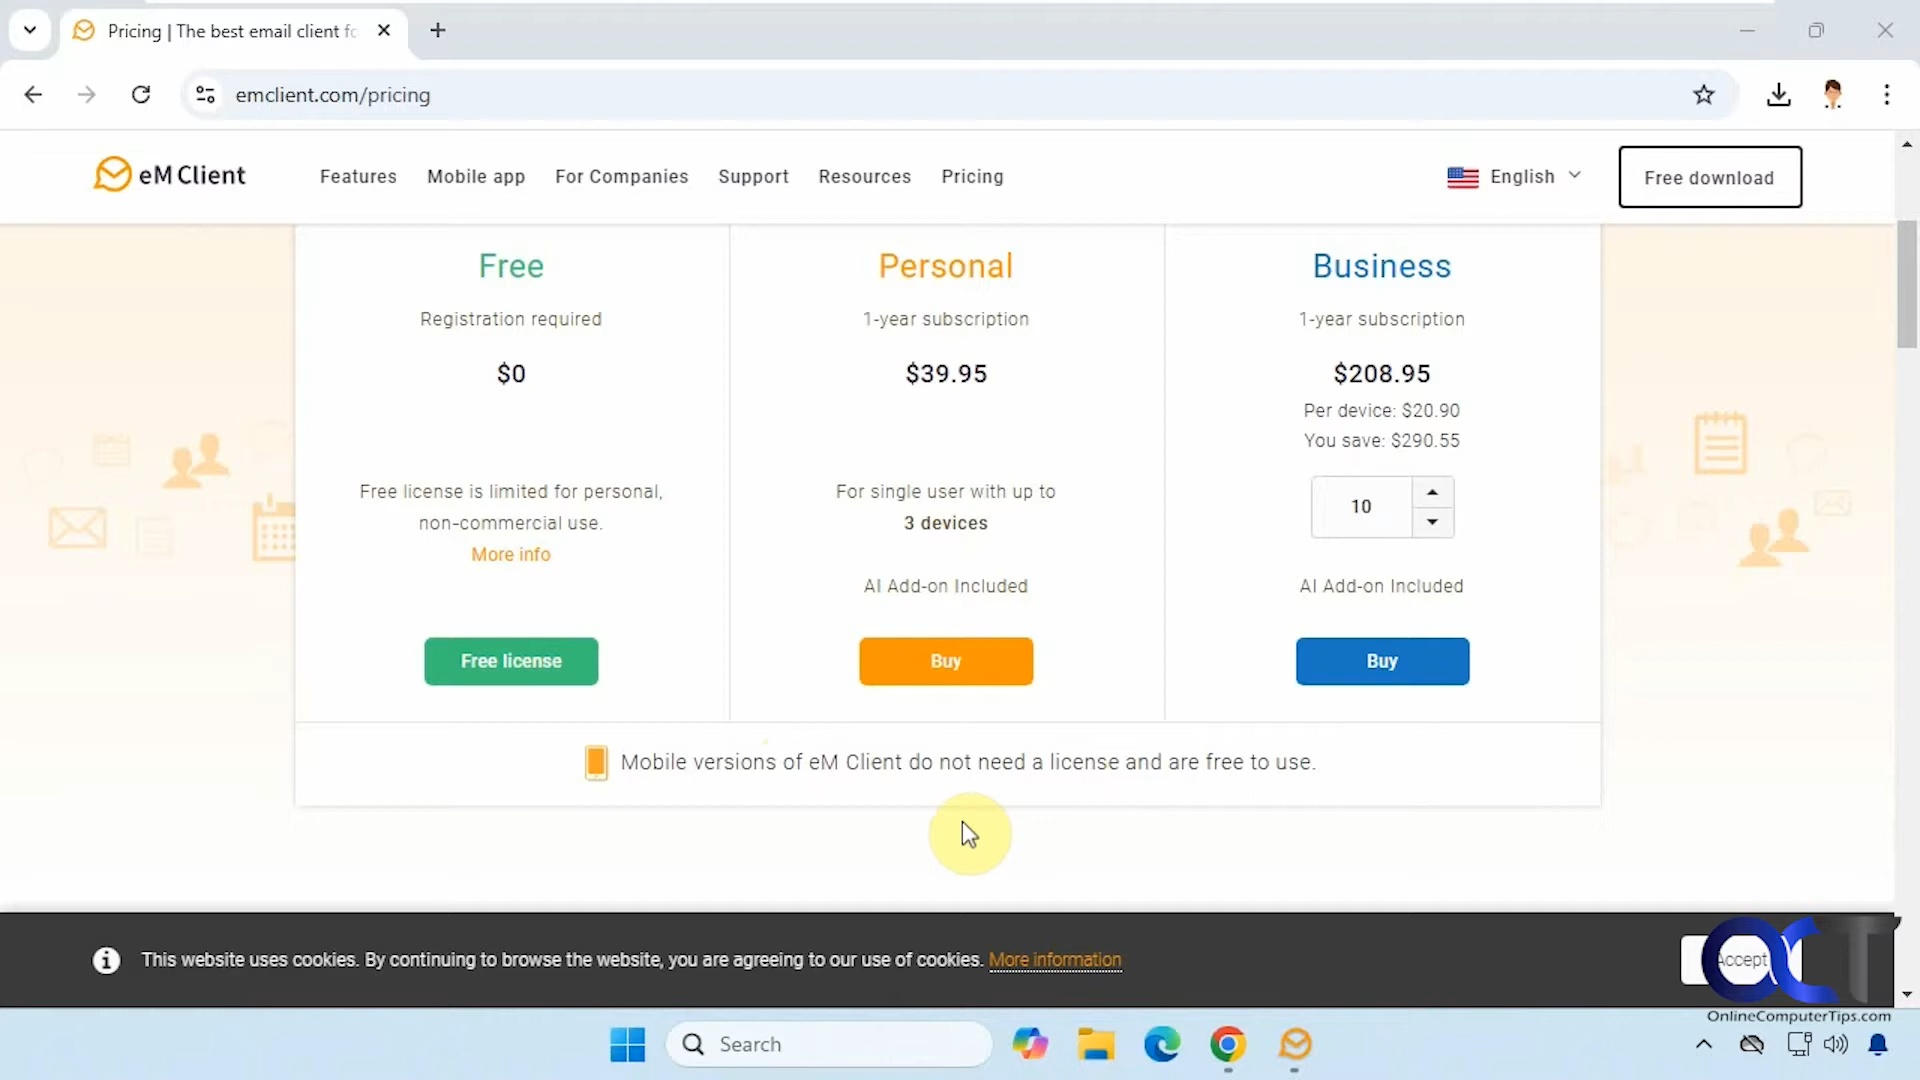 Pricing | The best email client fo
emclient.com/pricing
eM Client
Features
Mobile app
For Companies
Support
Resources
Pricing
English
Free download
Free
Registration required
$0
Free license is limited for personal,
non-commercial use.
More info
Free license
Personal
1-year subscription
$39.95
For single user with up to
3 devices
AI Add-on Included
Buy
Business
1-year subscription
$208.95
Per device: $20.90
You save: $290.55
10
AI Add-on Included
Buy
Mobile versions of eM Client do not need a license and are free to use.
This website uses cookies. By continuing to browse the website, you are agreeing to our use of cookies. More information
Accept
OCT
OnlineComputerTips.com
Search